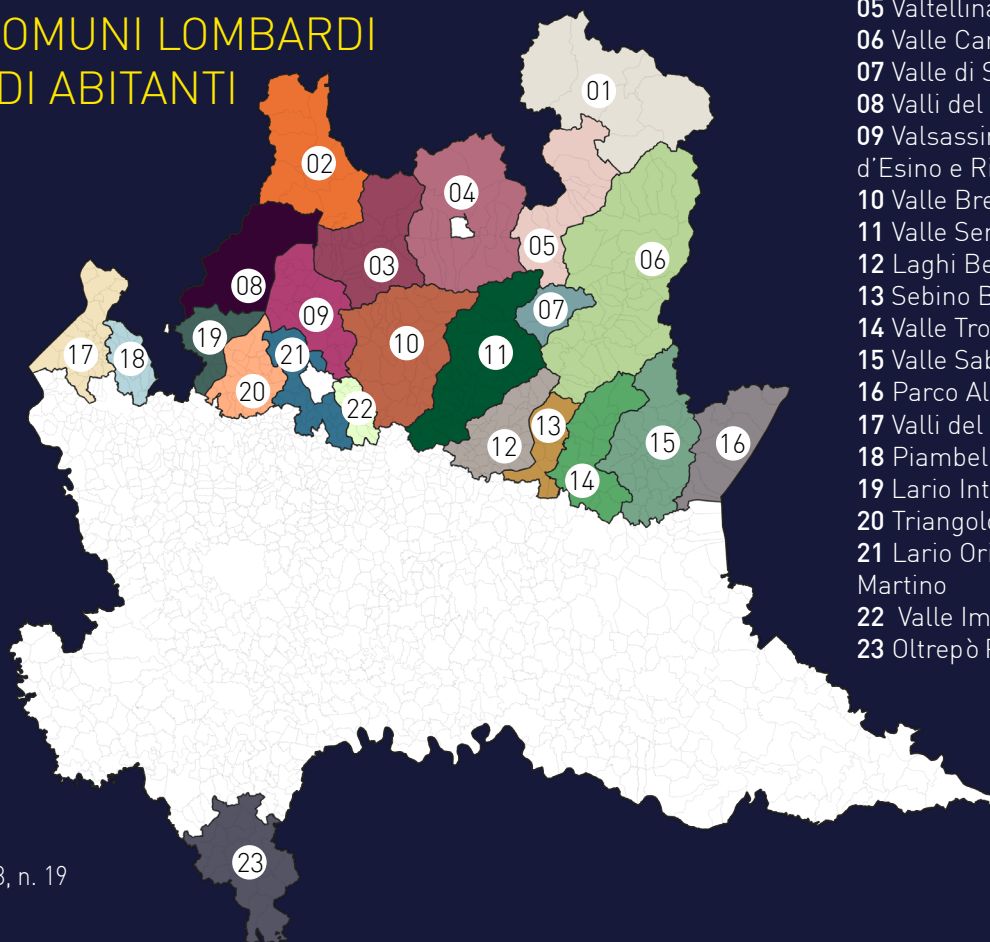 OMUNI LOMBARDI
DI ABITANTI
05 Valtellina
06 Valle Ca
07 Valle di S
08 Valli del
09 Valsassi
d'Esino e Ri
10 Valle Bre
11 Valle Ser
12 Laghi Be
13 Sebino B
14 Valle Tro
15 Valle Sab
16 Parco Al
17 Valli del
18 Piambel
19 Lario Int
20 Triangolo
21 Lario Ori
Martino
22 Valle Im
23 Oltrepò P
01
02
04
03
05
06
08
09
07
19
10
17
18
21
11
20
22
13
12
15
16
14
23
3, n. 19